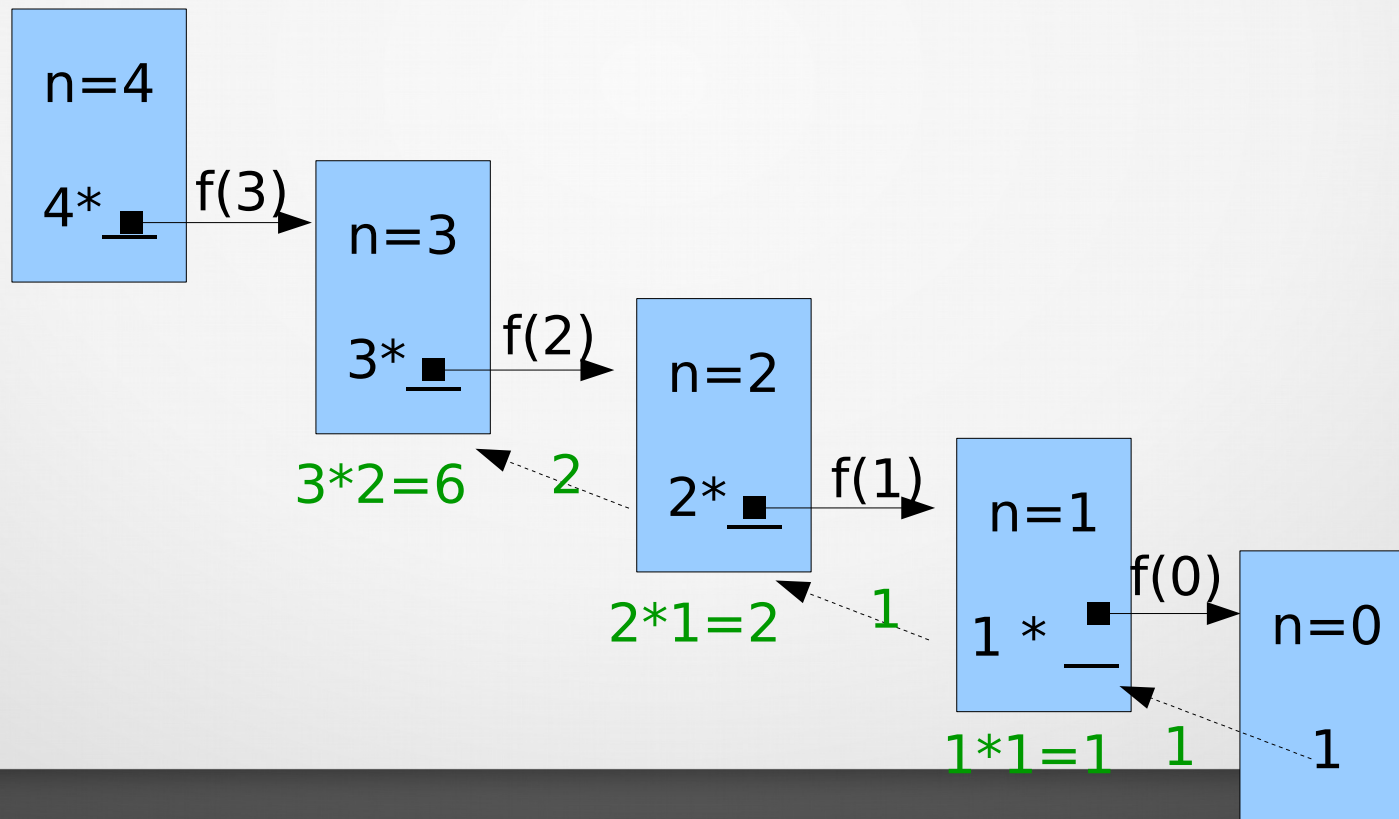 n=4
4*
f(3)
n=3
3*
f(2)
n=2
2*
f(1)
n=1
1 *
f(0)
n=0
1
3*2=6
2
2*1=2
1
1*1=1
1